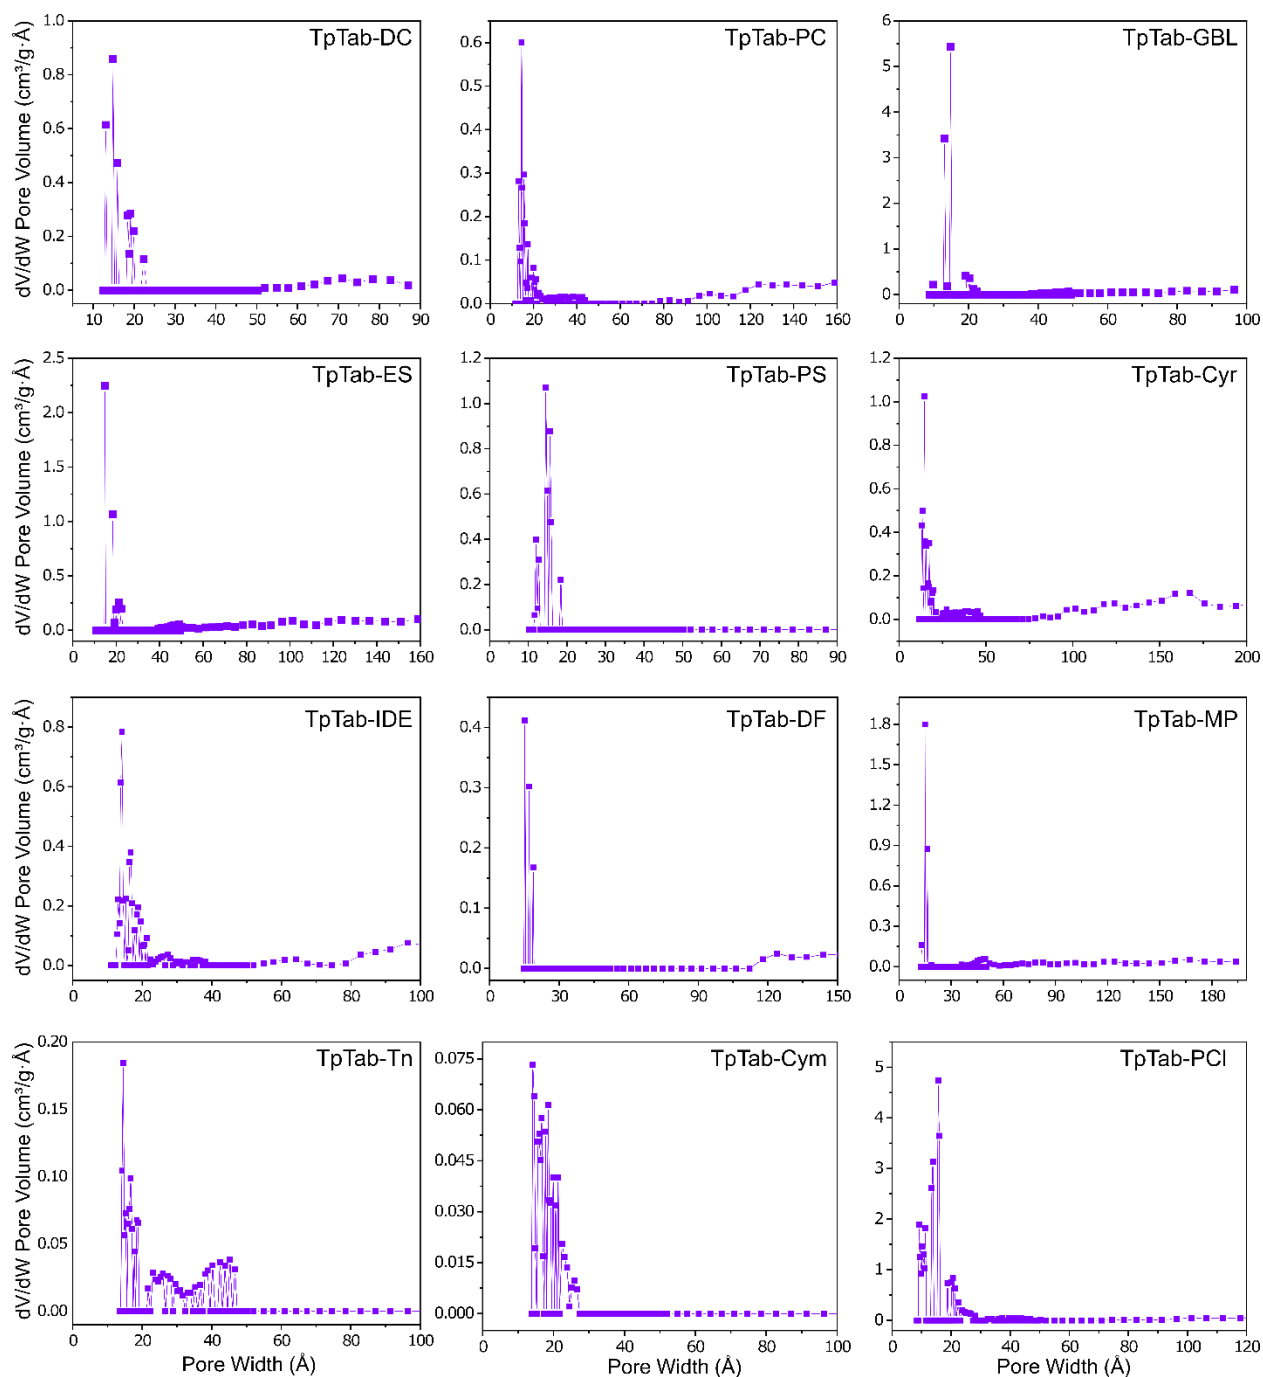 TpTab-DC
dV/dW Pore Volume (cm³/g·Å)
1.0
0.8
0.6
0.4
0.2
0.0
10 20 30 40 50 60 70 80 90
TpTab-PC
0.6
0.5
0.4
0.3
0.2
0.1
0.0
0 20 40 60 80 100 120 140 160
TpTab-GBL
6
5
4
3
2
1
0
0 20 40 60 80 100
TpTab-ES
dV/dW Pore Volume (cm³/g·Å)
2.5
2.0
1.5
1.0
0.5
0.0
0 20 40 60 80 100 120 140 160
TpTab-PS
1.2
1.0
0.8
0.6
0.4
0.2
0.0
0 10 20 30 40 50 60 70 80 90
TpTab-Cyr
1.2
1.0
0.8
0.6
0.4
0.2
0.0
0 50 100 150 200
TpTab-IDE
dV/dW Pore Volume (cm³/g·Å)
0.8
0.6
0.4
0.2
0.0
0 20 40 60 80 100
TpTab-DF
0.4
0.3
0.2
0.1
0.0
0 30 60 90 120 150
TpTab-MP
1.8
1.5
1.2
0.9
0.6
0.3
0.0
0 30 60 90 120 150 180
TpTab-Tn
dV/dW Pore Volume (cm³/g·Å)
0.20
0.15
0.10
0.05
0.00
0 20 40 60 80 100
Pore Width (Å)
TpTab-Cym
0.075
0.060
0.045
0.030
0.015
0.000
0 20 40 60 80 100
Pore Width (Å)
TpTab-PCl
5
4
3
2
1
0
0 20 40 60 80 100 120
Pore Width (Å)